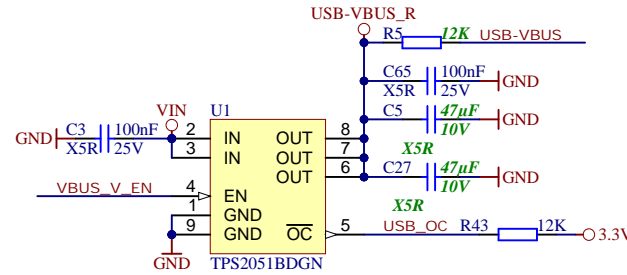 USB-VBUS_R
R5 12K USB-VBUS
C65 100nF GND
X5R 25V
C5 47µF GND
10V
X5R
C27 47µF GND
10V
X5R
VIN
U1
GND C3 100nF
X5R 25V
2 IN OUT 8
3 IN OUT 7
OUT 6
VBUS_V_EN 4 EN
1 GND
9 GND OC 5 USB_OC R43 12K 3.3V
GND
TPS2051BDGN